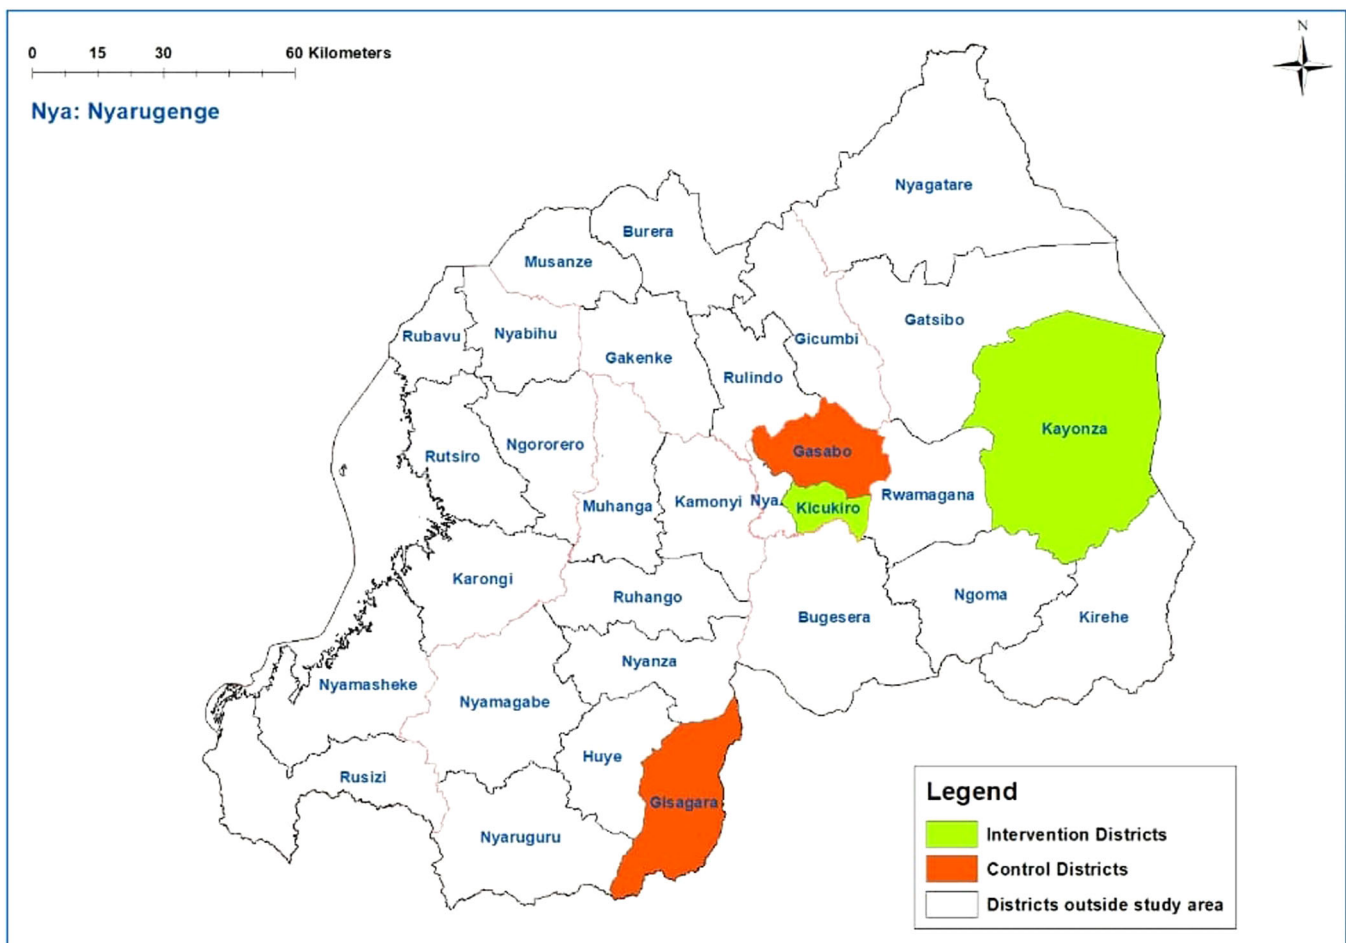 N
0 15 30 60 Kilometers
Nya: Nyarugenge
Nyagatare
Burera
Musanze
Gatsibo
Rubavu
Nyabihu
Gicumbi
Gakenke
Rulindo
Kayonza
Ngororero
Gasabo
Rutsiro
Rwamagana
Muhanga
Kamonyi
Nya.
Kicukiro
Karongi
Ruhango
Ngoma
Bugesera
Kirehe
Nyanza
Nyamasheke
Nyamagabe
Huye
Rusizi
Gisagara
Nyaruguru
Legend
Intervention Districts
Control Districts
Districts outside study area